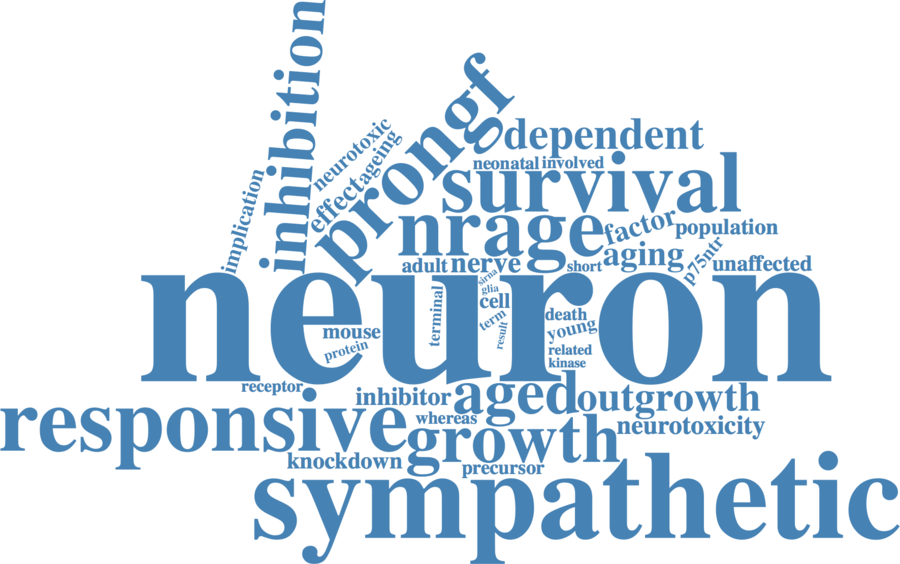 inhibition
prongf
neurotoxic
effect
ageing
implication
dependent
neonatal
involved
survival
nrage
factor
population
aging
p75ntr
unaffected
adult
nerve
short
sirna
glia
cell
term
result
terminal
neuron
mouse
protein
death
young
related
kinase
receptor
inhibitor
aged
outgrowth
responsive
whereas
growth
neurotoxicity
knockdown
precursor
sympathetic